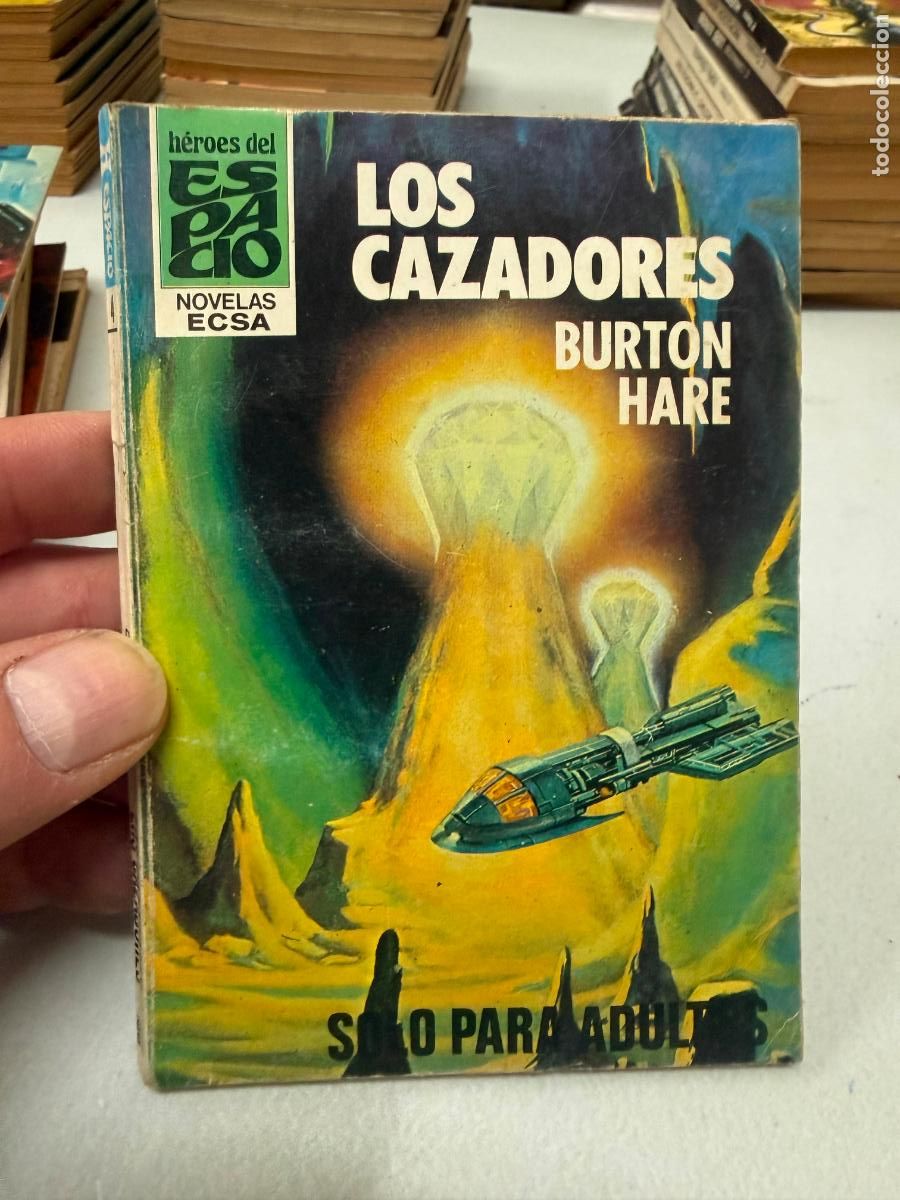 héroes del
ESPACIO
NOVELAS
ECSA
LOS
CAZADORES
BURTON
HARE
SOLO PARA ADULTOS
todocoleccion